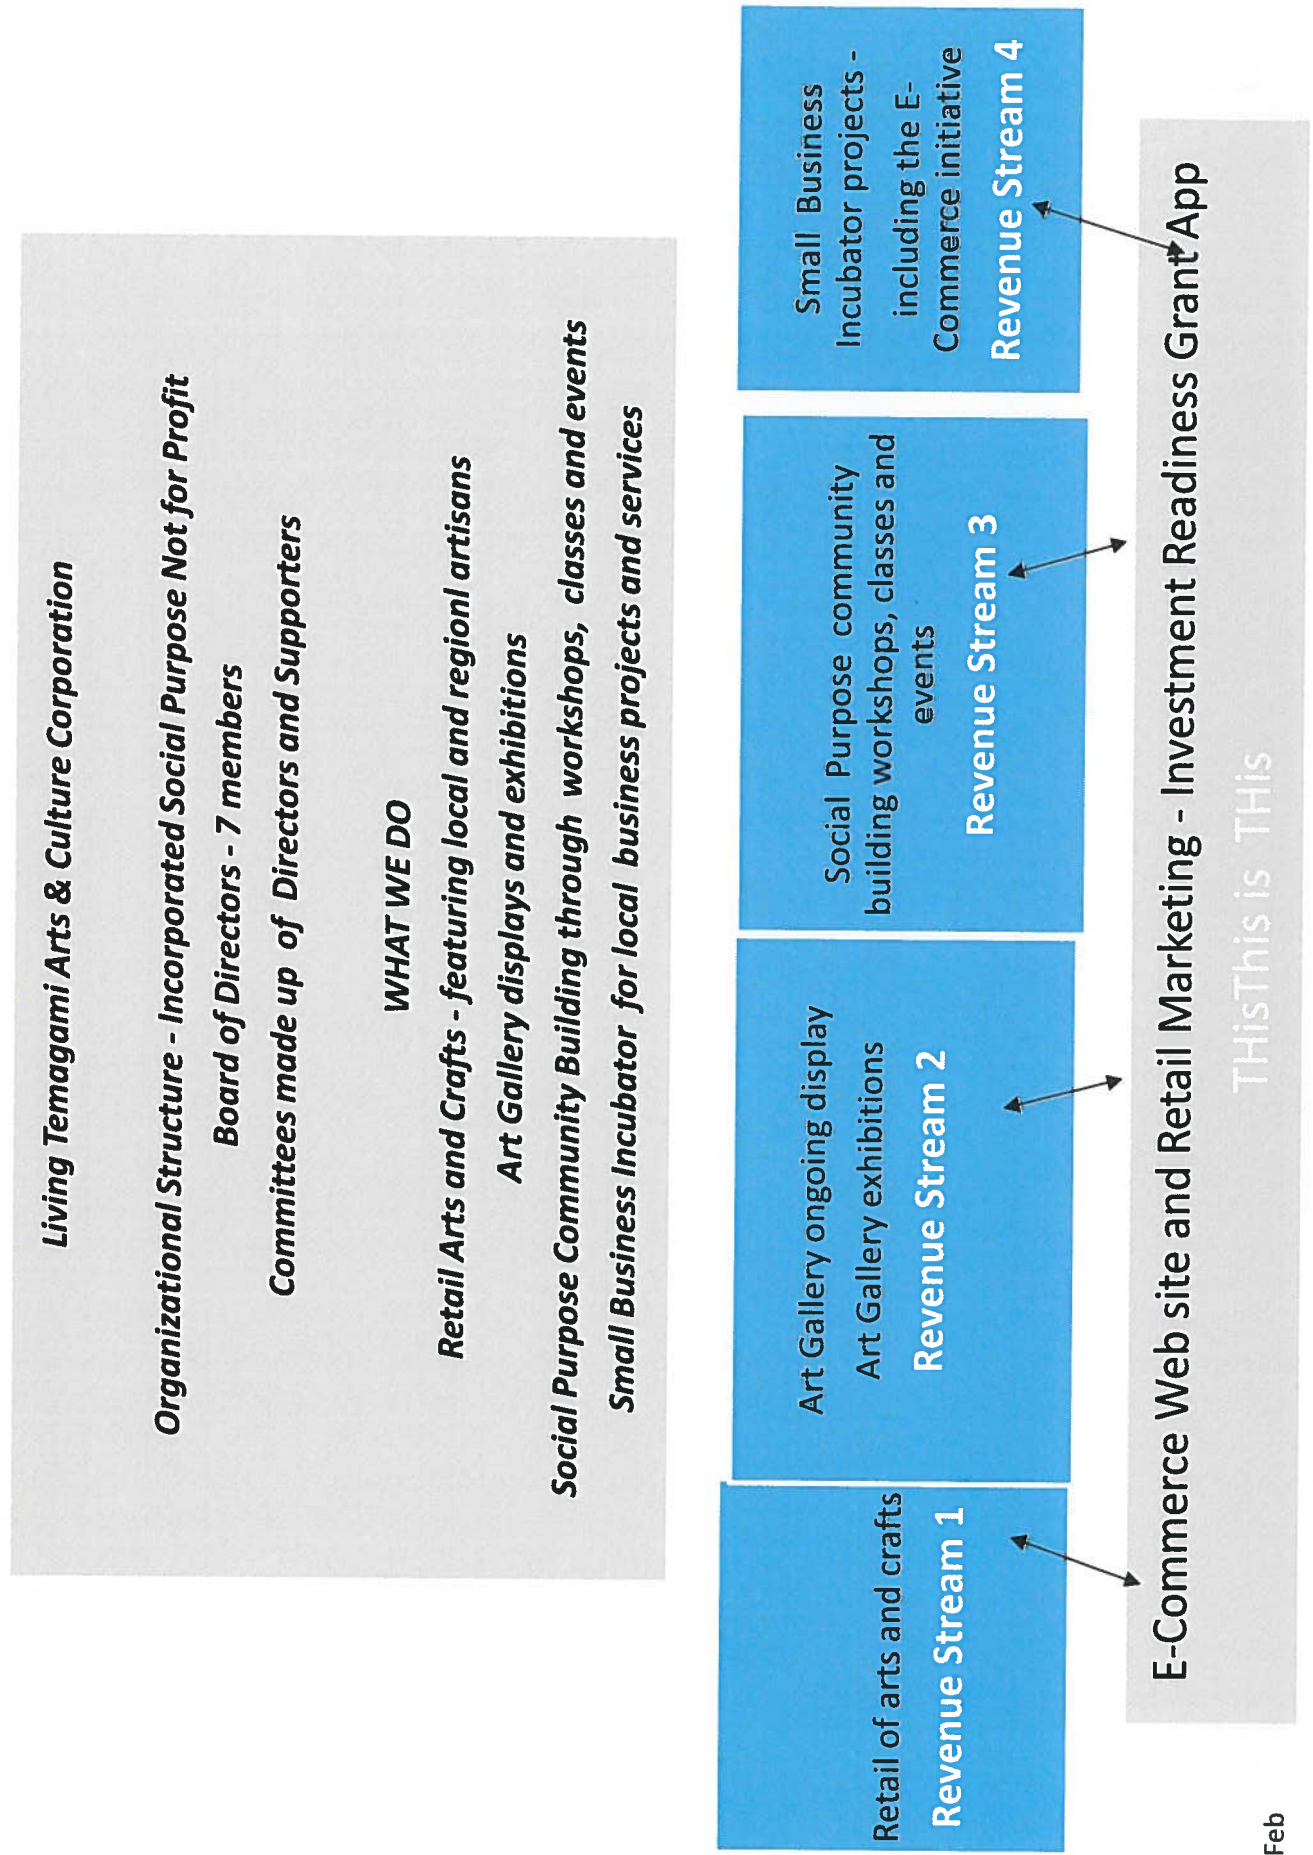 Living Temagami Arts & Culture Corporation
Organizational Structure - Incorporated Social Purpose Not for Profit
Board of Directors - 7 members
Committees made up of Directors and Supporters
WHAT WE DO
Retail Arts and Crafts - featuring local and regionl artisans
Art Gallery displays and exhibitions
Social Purpose Community Building through workshops, classes and events
Small Business Incubator for local business projects and services
Retail of arts and crafts
Revenue Stream 1
Art Gallery ongoing display
Art Gallery exhibitions
Revenue Stream 2
Social Purpose community
building workshops, classes and
events
Revenue Stream 3
Small Business
Incubator projects -
including the E-
Commerce initiative
Revenue Stream 4
E-Commerce Web site and Retail Marketing - Investment Readiness Grant App
THisThis is THis
Feb